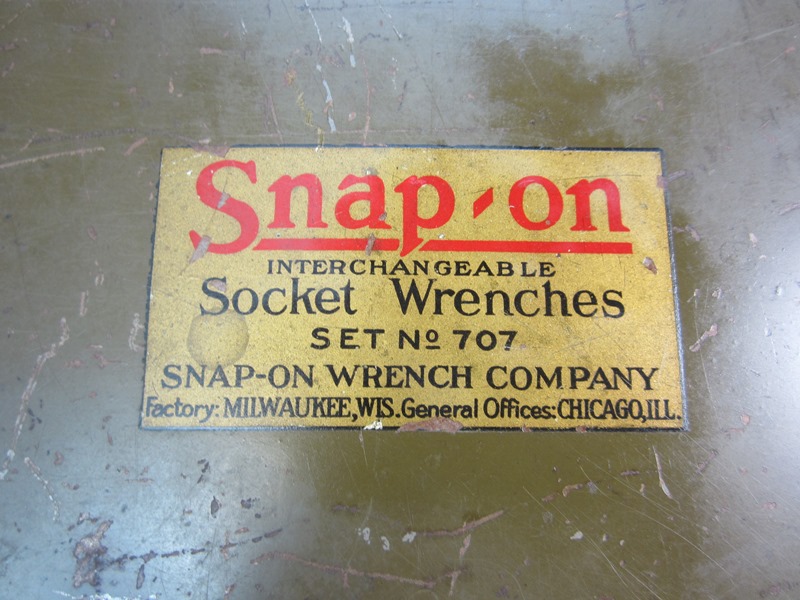 Snap-on
INTERCHANGEABLE
Socket Wrenches
SET Nº 707
SNAP-ON WRENCH COMPANY
Factory: MILWAUKEE, WIS. General Offices: CHICAGO, ILL.